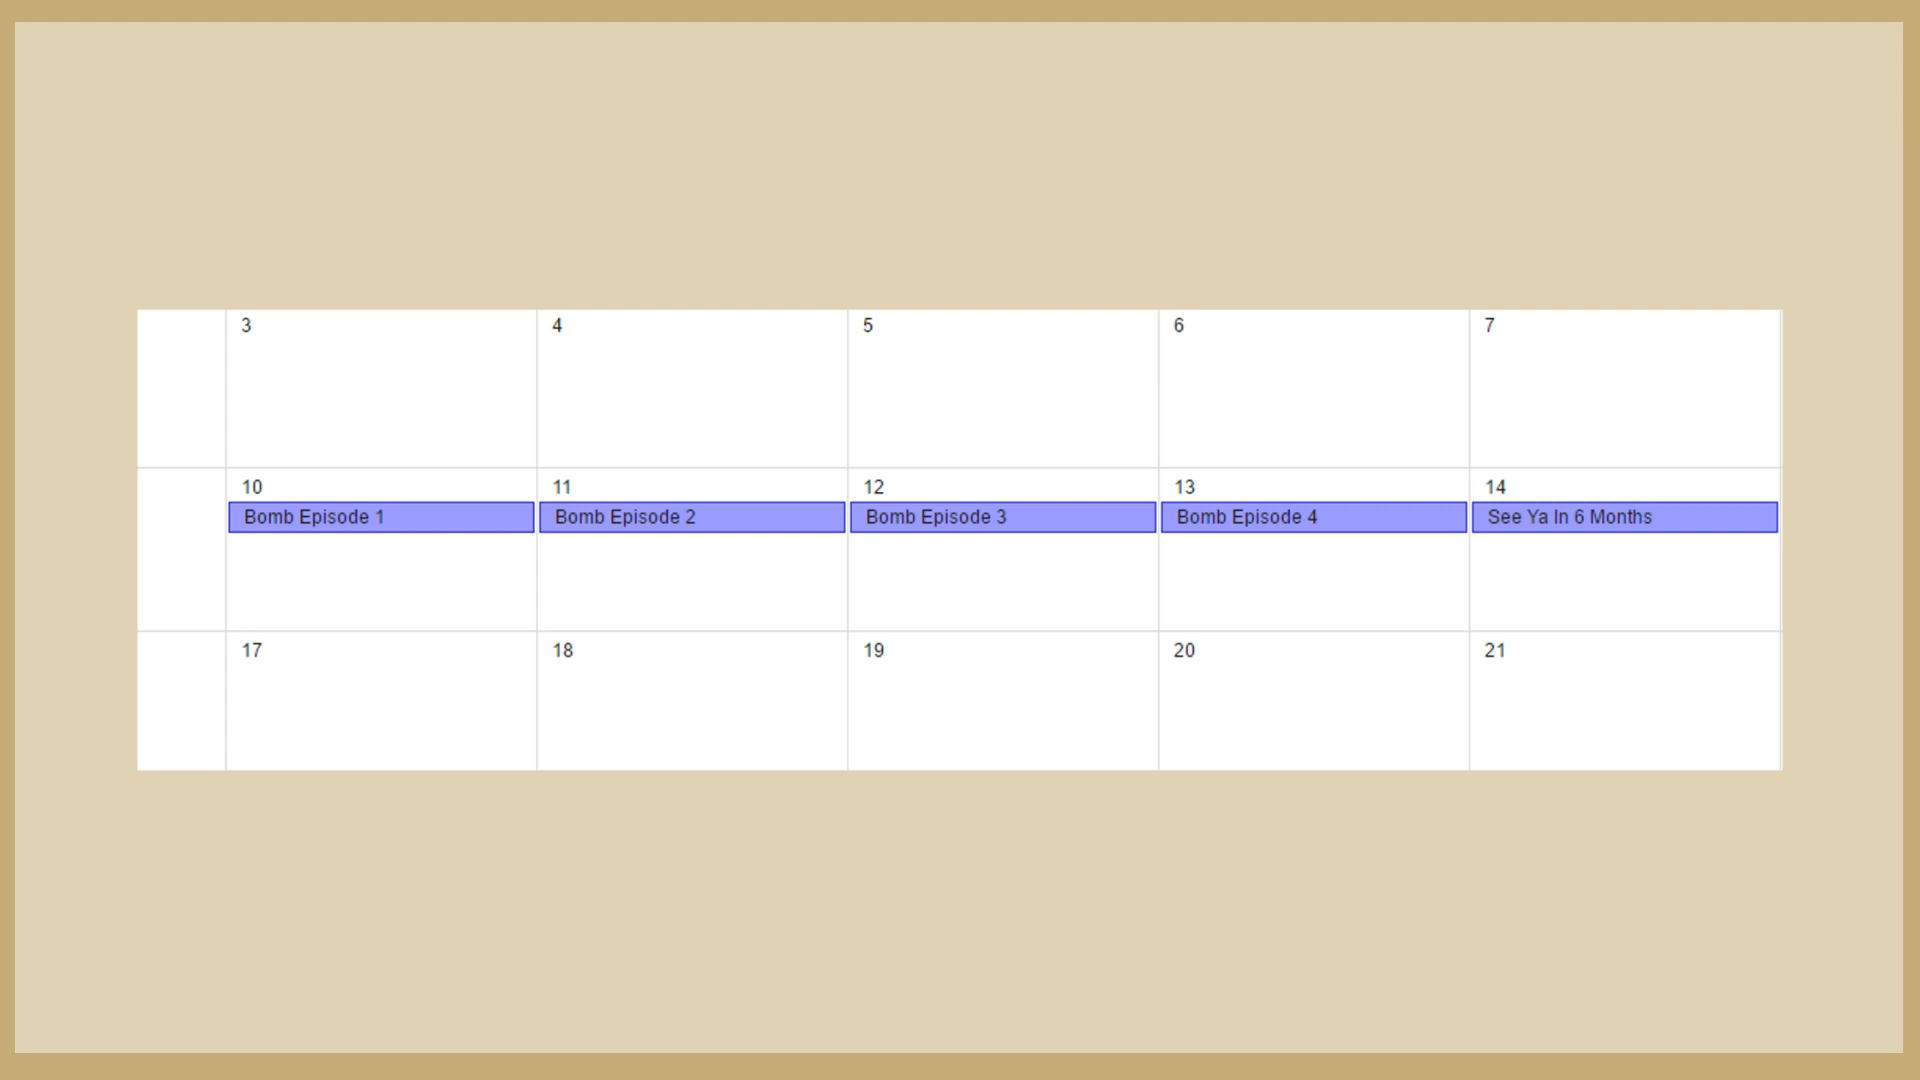 3 4 5 6 7
10 11 12 13 14
Bomb Episode 1 Bomb Episode 2 Bomb Episode 3 Bomb Episode 4 See Ya In 6 Months
17 18 19 20 21